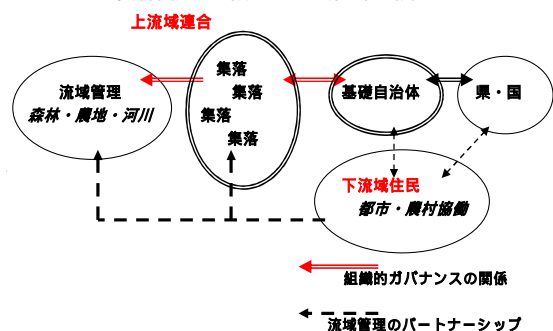 上流域連合
集落
集落
集落
集落
流域管理
森林・農地・河川
基礎自治体
県・国
下流域住民
都市・農村協働
組織的ガバナンスの関係
流域管理のパートナーシップ